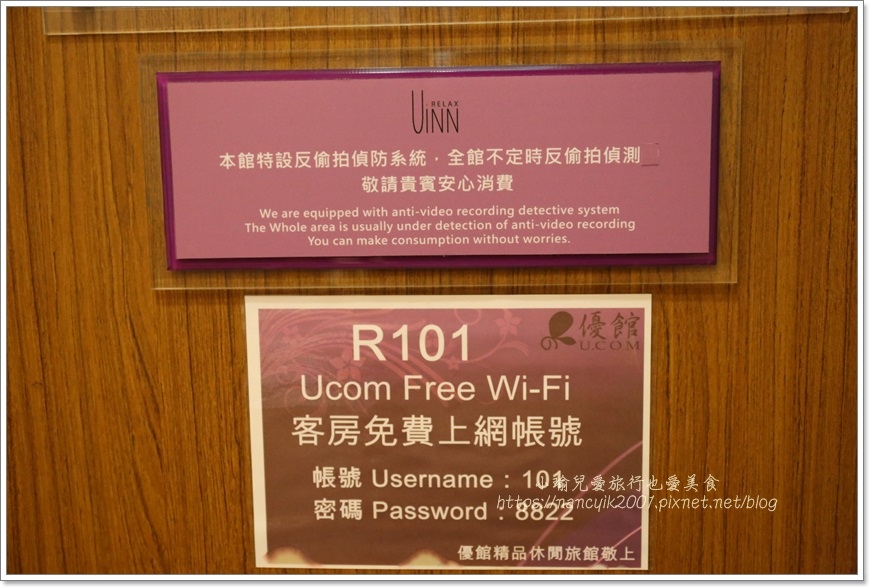 U·RELAX
INN
本館特設反偷拍偵防系統，全館不定時反偷拍偵測
敬請貴賓安心消費
We are equipped with anti-video recording detective system
The Whole area is usually under detection of anti-video recording
You can make consumption without worries.
優館
U.COM
R101
Ucom Free Wi-Fi
客房免費上網帳號
帳號 Username : 101
密碼 Password : 8822
優館精品休閒旅館敬上
小瑜兒愛旅行也愛美食
https://nancyik2001.pixnet.net/blog